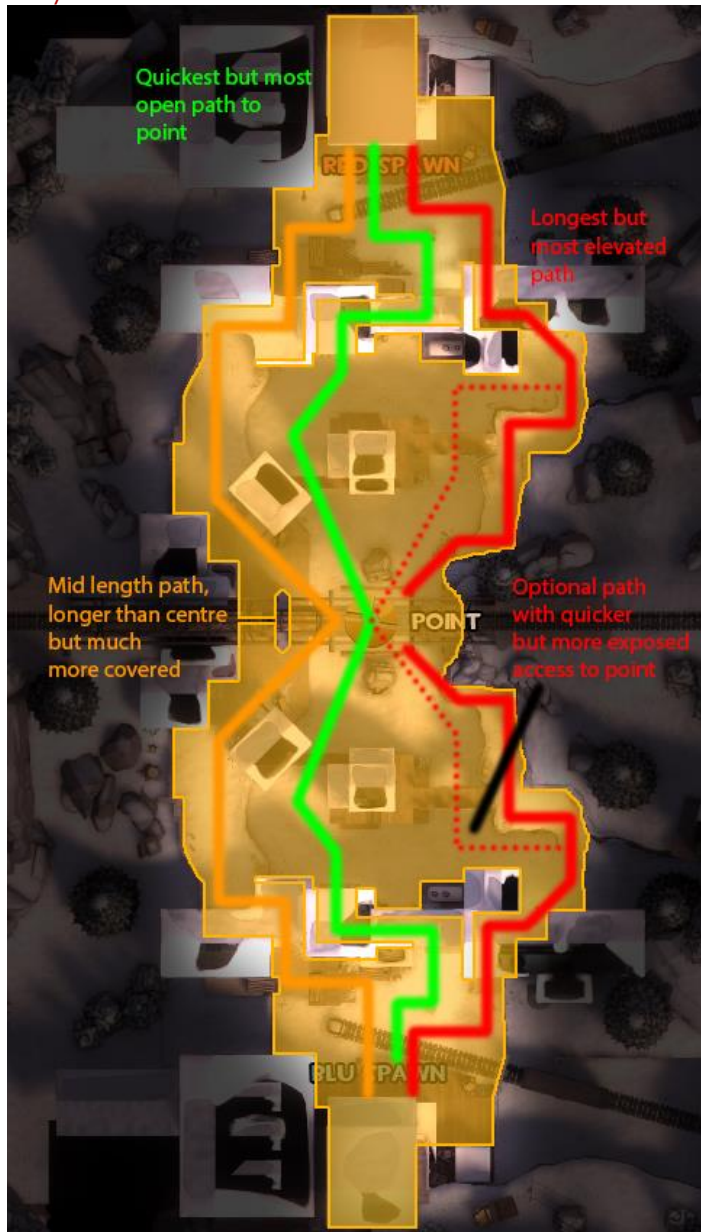 Quickest but most
open path to
point
RED SPAWN
Longest but
most elevated
path
Mid length path,
longer than centre
but much
more covered
POINT
Optional path
with quicker
but more exposed
access to point
BLU SPAWN